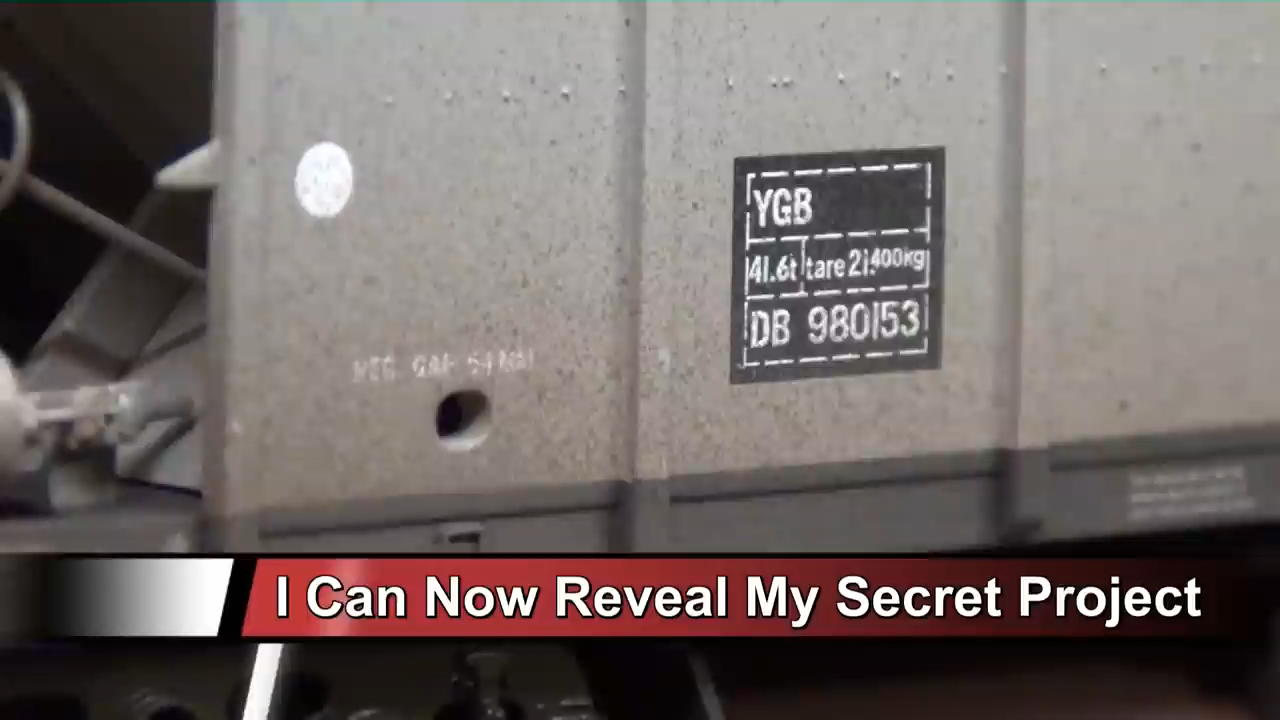 YGB
41.6t tare 21.400kg
DB 980153
I Can Now Reveal My Secret Project